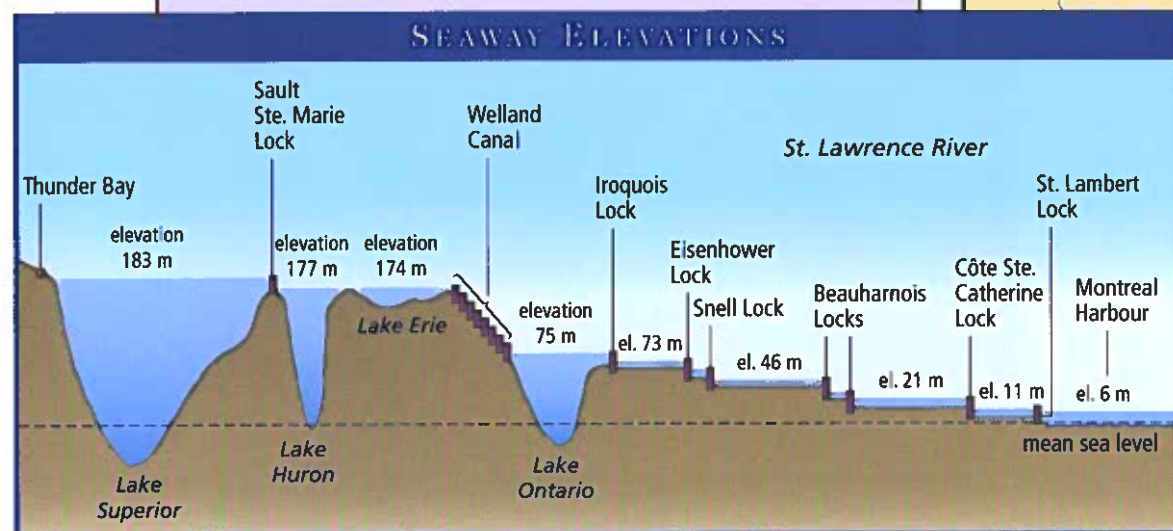 SEAWAY ELEVATIONS
Sault
Ste. Marie
Lock
Welland
Canal
St. Lawrence River
Thunder Bay
Iroquois
Lock
St. Lambert
Lock
elevation
183 m
elevation
177 m
elevation
174 m
Eisenhower
Lock
Snell Lock
Beauharnois
Locks
Côte Ste.
Catherine
Lock
Montreal
Harbour
Lake Erie
elevation
75 m
el. 73 m
el. 46 m
el. 21 m
el. 11 m
el. 6 m
mean sea level
Lake
Superior
Lake
Huron
Lake
Ontario